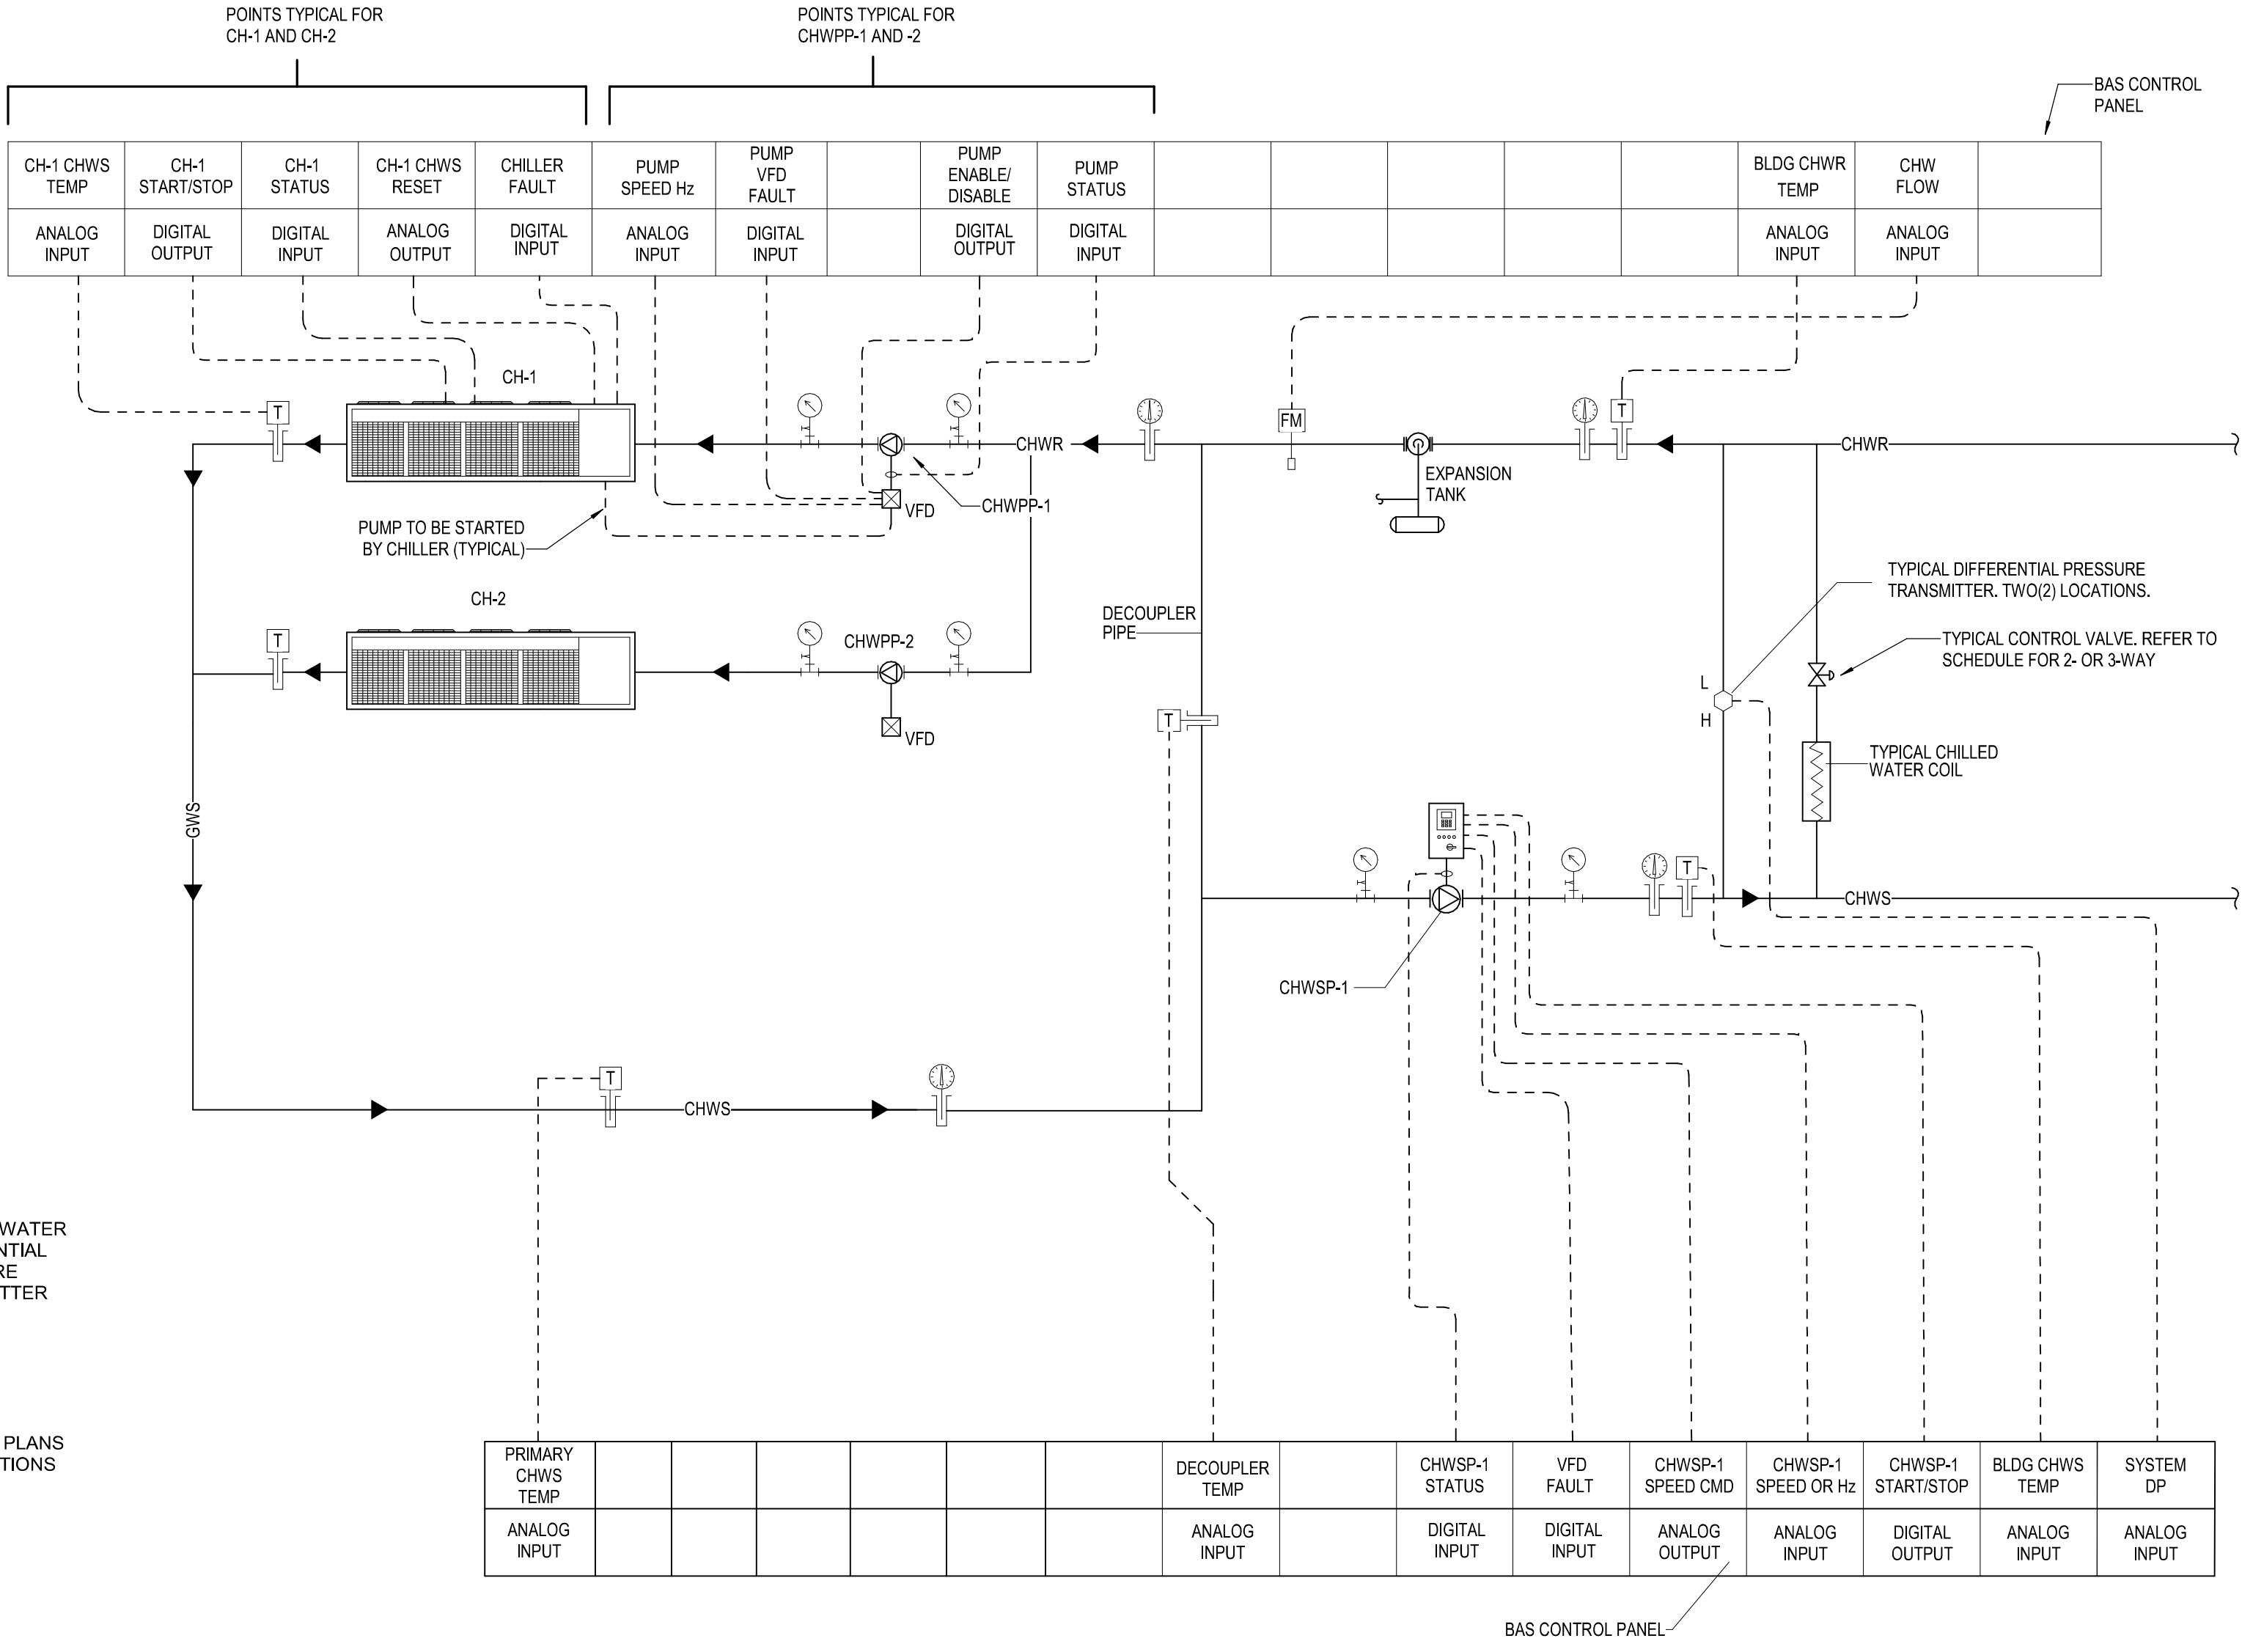 POINTS TYPICAL FOR
CH-1 AND CH-2
POINTS TYPICAL FOR
CHWPP-1 AND -2
BAS CONTROL
PANEL
CH-1 CHWS
TEMP
CH-1
START/STOP
CH-1
STATUS
CH-1 CHWS
RESET
CHILLER
FAULT
PUMP
SPEED Hz
PUMP
VFD
FAULT
PUMP
ENABLE/
DISABLE
PUMP
STATUS
BLDG CHWR
TEMP
CHW
FLOW
ANALOG
INPUT
DIGITAL
OUTPUT
DIGITAL
INPUT
ANALOG
OUTPUT
DIGITAL
INPUT
ANALOG
INPUT
DIGITAL
INPUT
DIGITAL
OUTPUT
DIGITAL
INPUT
ANALOG
INPUT
ANALOG
INPUT
CH-1
T
FM
T
CHWR
CHWR
EXPANSION
TANK
VFD
CHWPP-1
PUMP TO BE STARTED
BY CHILLER (TYPICAL)
TYPICAL DIFFERENTIAL PRESSURE
TRANSMITTER. TWO(2) LOCATIONS.
CH-2
DECOUPLER
PIPE
T
CHWPP-2
TYPICAL CONTROL VALVE. REFER TO
SCHEDULE FOR 2- OR 3-WAY
L
H
T
VFD
TYPICAL CHILLED
WATER COIL
GWS
T
CHWS
CHWSP-1
T
CHWS
WATER
NTIAL
RE
TTER
PLANS
TIONS
PRIMARY
CHWS
TEMP
DECOUPLER
TEMP
CHWSP-1
STATUS
VFD
FAULT
CHWSP-1
SPEED CMD
CHWSP-1
SPEED OR Hz
CHWSP-1
START/STOP
BLDG CHWS
TEMP
SYSTEM
DP
ANALOG
INPUT
ANALOG
INPUT
DIGITAL
INPUT
DIGITAL
INPUT
ANALOG
OUTPUT
ANALOG
INPUT
DIGITAL
OUTPUT
ANALOG
INPUT
ANALOG
INPUT
BAS CONTROL PANEL